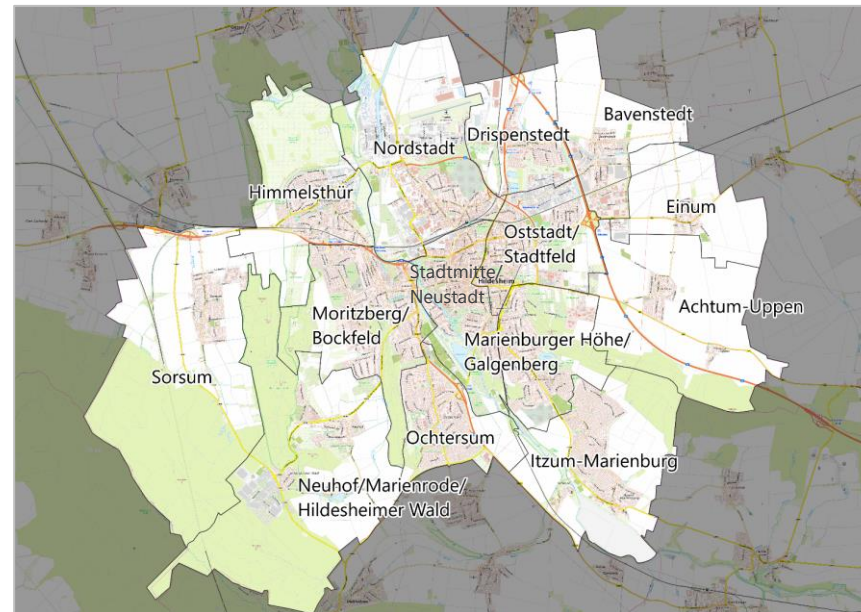 Bavenstedt
Drispenstedt
Nordstadt
Himmelsthür
Einum
Oststadt/
Stadtfeld
Stadtmitte/
Neustadt
Hildesheim
Achtum-Uppen
Moritzberg/
Bockfeld
Marienburger Höhe/
Galgenberg
Sorsum
Ochtersum
Itzum-Marienburg
Neuhof/Marienrode/
Hildesheimer Wald